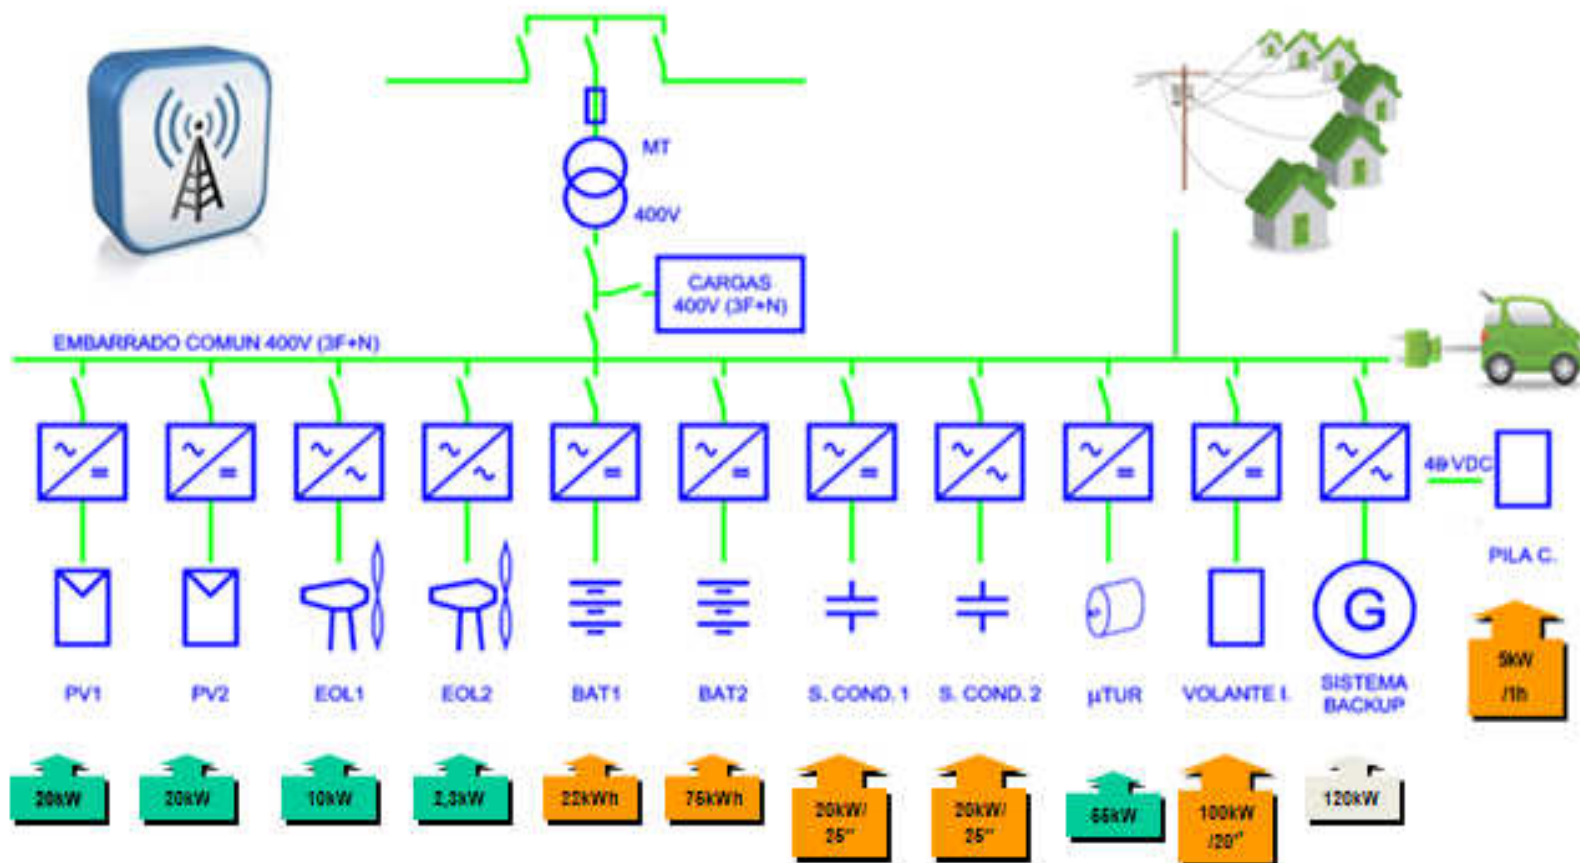 MT
400V
CARGAS
400V (3F+N)
EMBARRADO COMUN 400V (3F+N)
48 VDC
PILA C.
G
PV1
PV2
EOL1
EOL2
BAT1
BAT2
S. COND. 1
S. COND. 2
µTUR
VOLANTE I.
SISTEMA
BACKUP
5kW
/1h
20kW
20kW
10kW
2,3kW
22kWh
75kWh
20kW/
25"
20kW/
25"
65kW
100kW
/20"
120kW